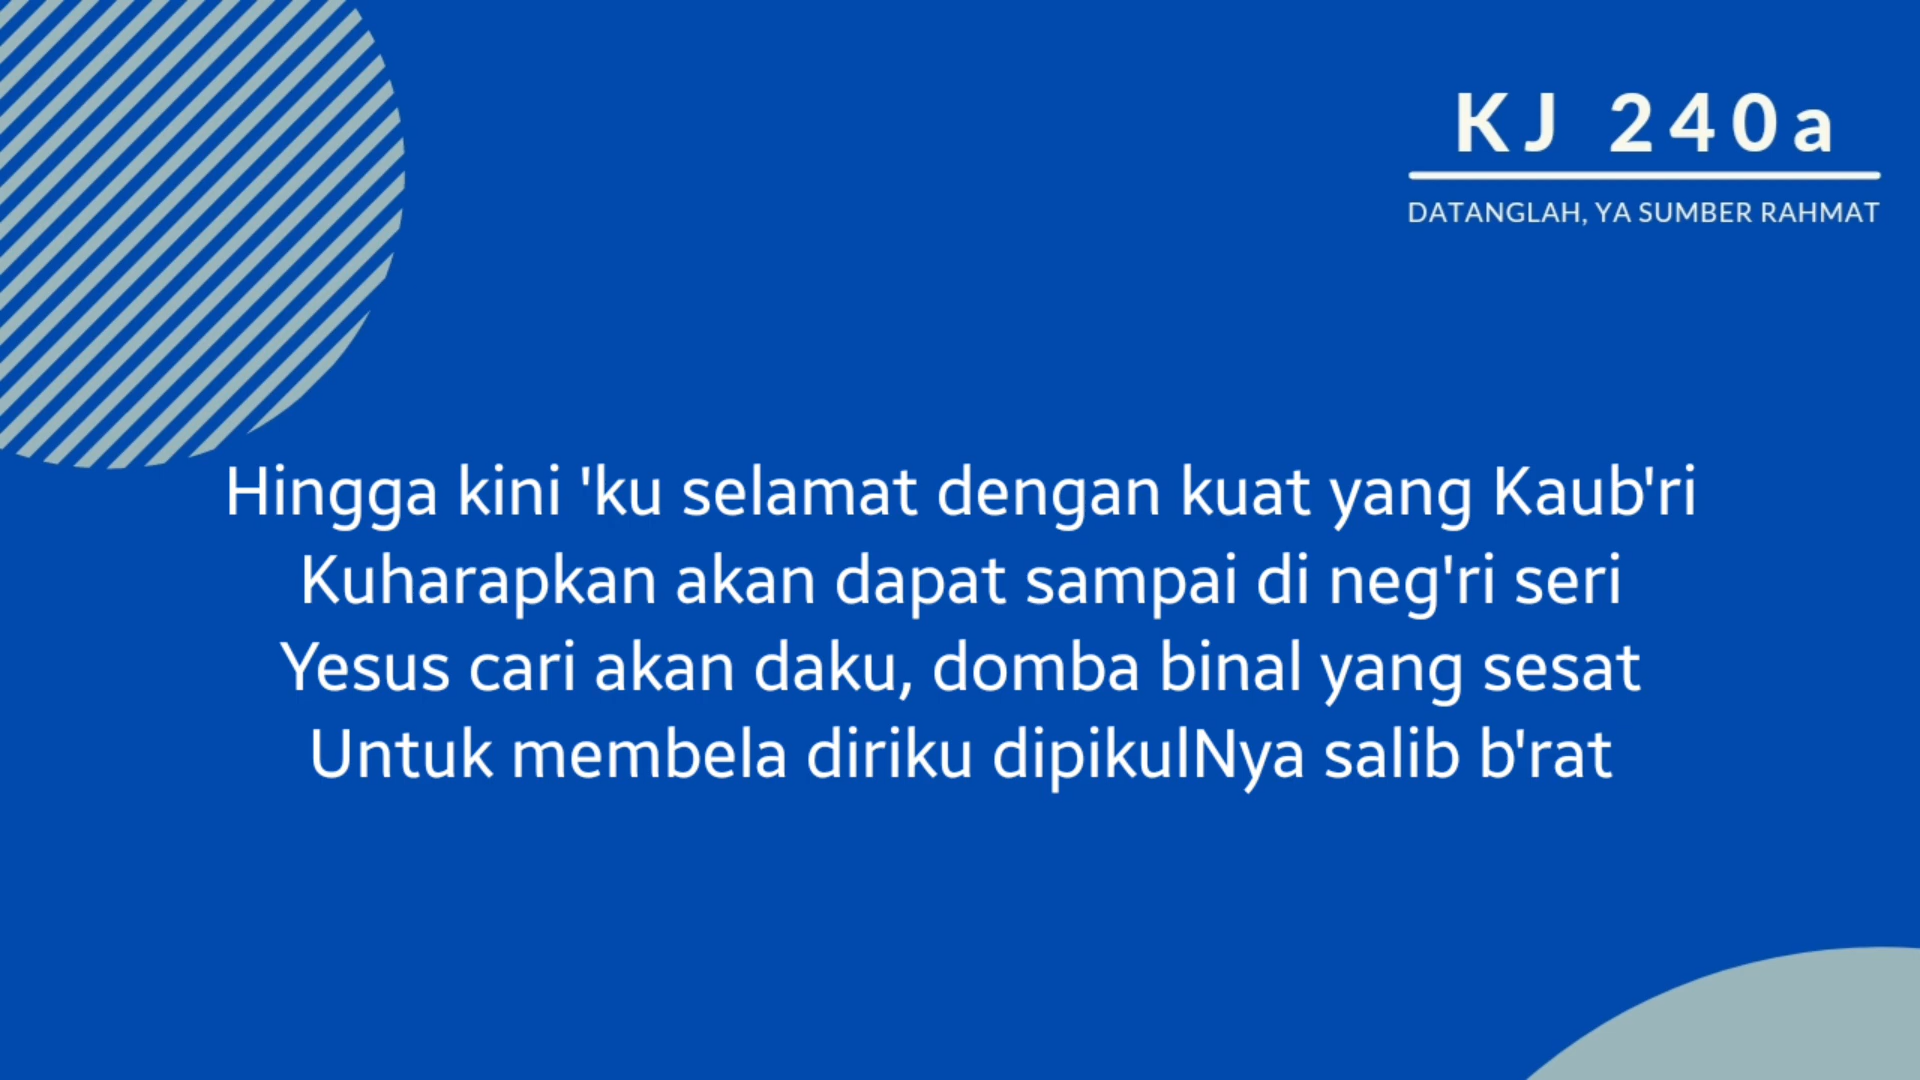 KJ 240a
DATANGLAH, YA SUMBER RAHMAT
Hingga kini 'ku selamat dengan kuat yang Kaub'ri
Kuharapkan akan dapat sampai di neg'ri seri
Yesus cari akan daku, domba binal yang sesat
Untuk membela diriku dipikulNya salib b'rat